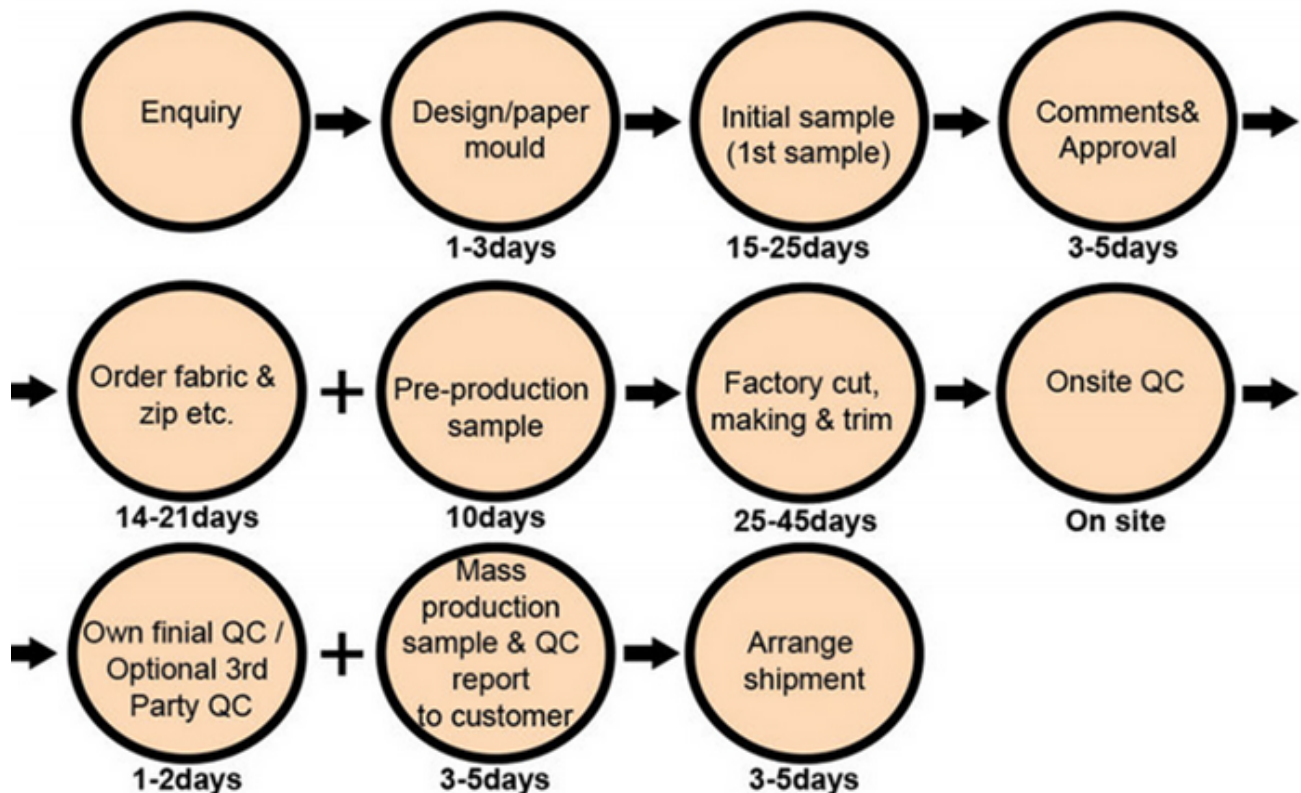 Enquiry
Design/paper
mould
1-3days
Initial sample
(1st sample)
15-25days
Comments&
Approval
3-5days
Order fabric &
zip etc.
14-21days
+
Pre-production
sample
10days
Factory cut,
making & trim
25-45days
Onsite QC
On site
Own finial QC /
Optional 3rd
Party QC
1-2days
+
Mass
production
sample & QC
report
to customer
3-5days
Arrange
shipment
3-5days